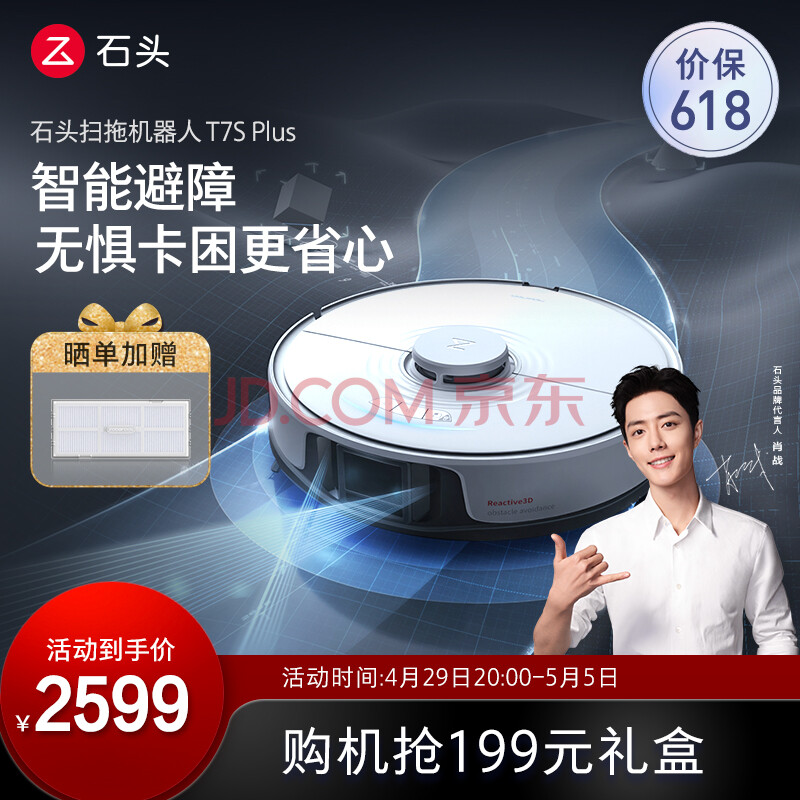 石头
价保
618
石头扫拖机器人 T7S Plus
智能避障
无惧卡困更省心
晒单加赠
JD.COM 京东
石头品牌代言人 肖战
Reactive3D
obstacle avoidance
活动到手价
¥2599
活动时间:4月29日20:00-5月5日
购机抢199元礼盒